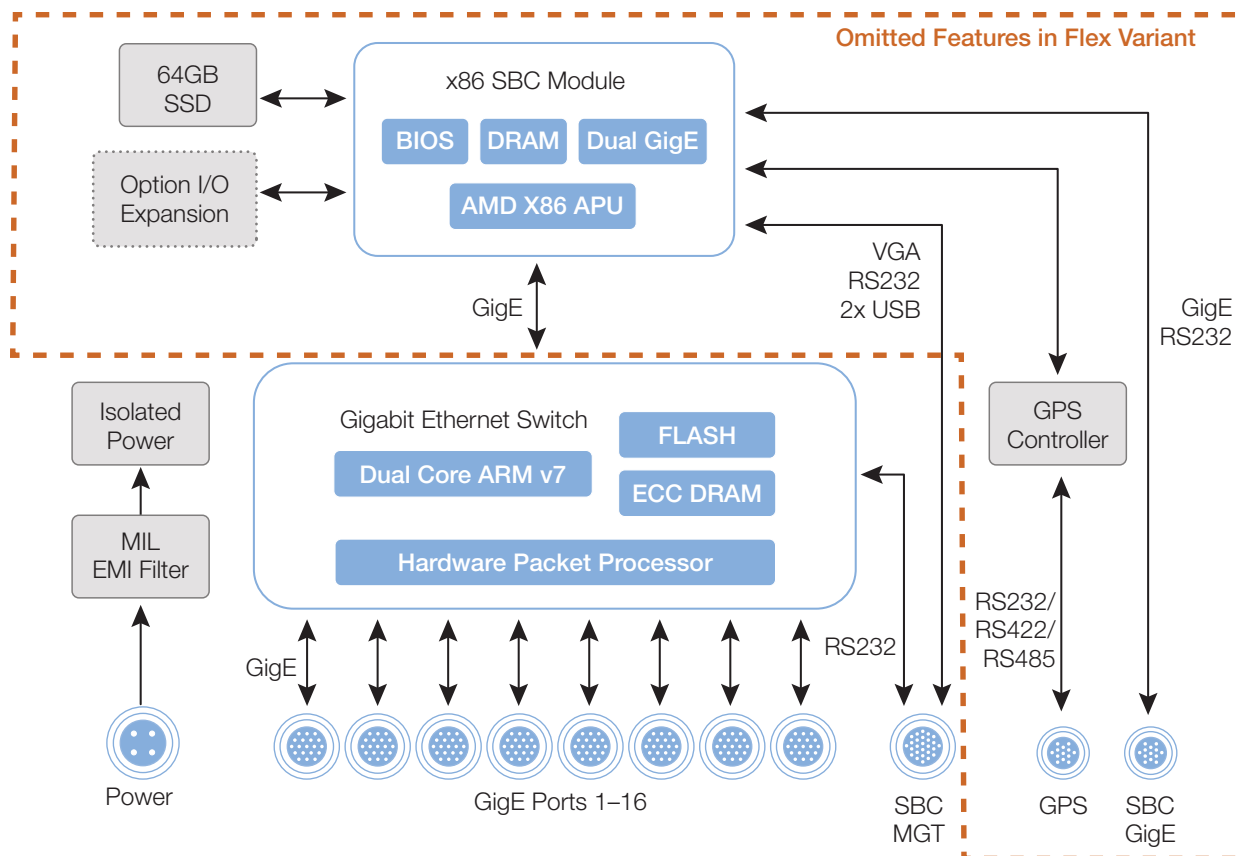 Omitted Features in Flex Variant
64GB
SSD
x86 SBC Module
BIOS
DRAM
Dual GigE
AMD X86 APU
Option I/O
Expansion
GigE
VGA
RS232
2x USB
GigE
RS232
Isolated
Power
Gigabit Ethernet Switch
FLASH
Dual Core ARM v7
ECC DRAM
Hardware Packet Processor
GPS
Controller
MIL
EMI Filter
GigE
RS232
RS232/
RS422/
RS485
Power
GigE Ports 1–16
SBC
MGT
GPS
SBC
GigE